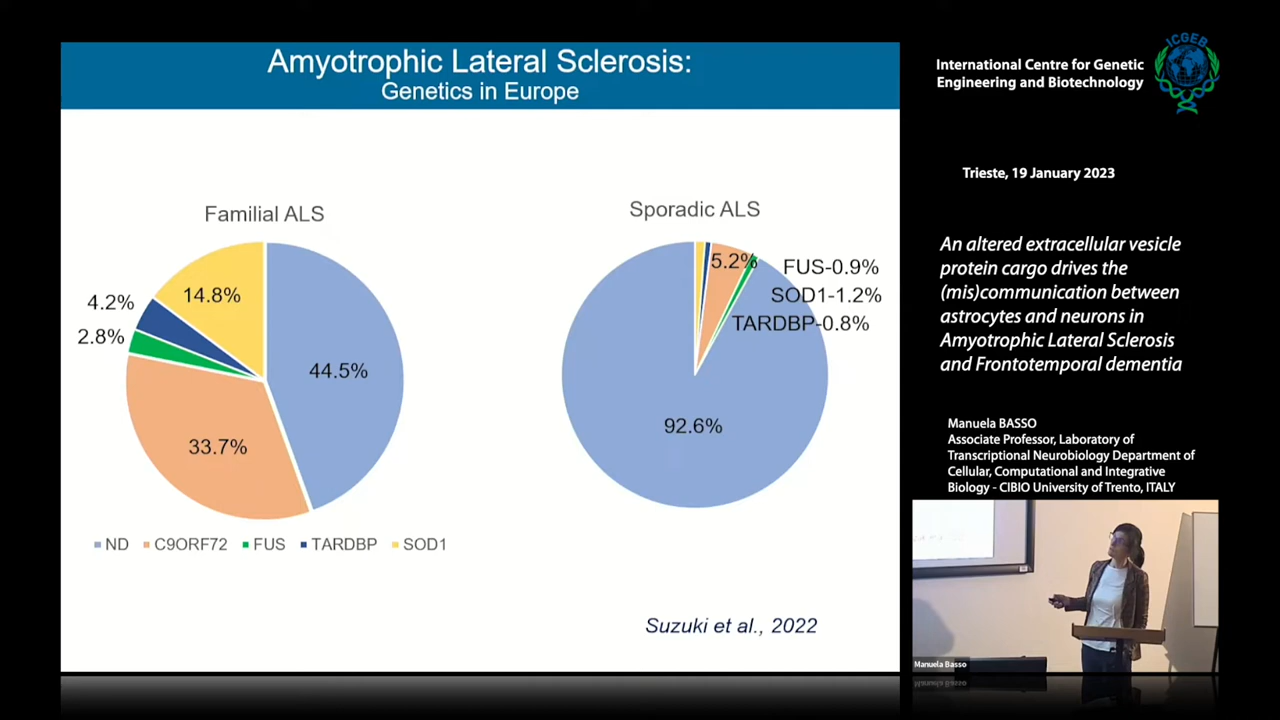 Amyotrophic Lateral Sclerosis:
Genetics in Europe
Familial ALS
44.5%
33.7%
2.8%
4.2%
14.8%
ND
C9ORF72
FUS
TARDBP
SOD1
Sporadic ALS
5.2%
FUS-0.9%
SOD1-1.2%
TARDBP-0.8%
92.6%
Suzuki et al., 2022
International Centre for Genetic
Engineering and Biotechnology
ICGEB
Trieste, 19 January 2023
An altered extracellular vesicle
protein cargo drives the
(mis)communication between
astrocytes and neurons in
Amyotrophic Lateral Sclerosis
and Frontotemporal dementia
Manuela BASSO
Associate Professor, Laboratory of
Transcriptional Neurobiology Department of
Cellular, Computational and Integrative
Biology - CIBIO University of Trento, ITALY
Manuela Basso